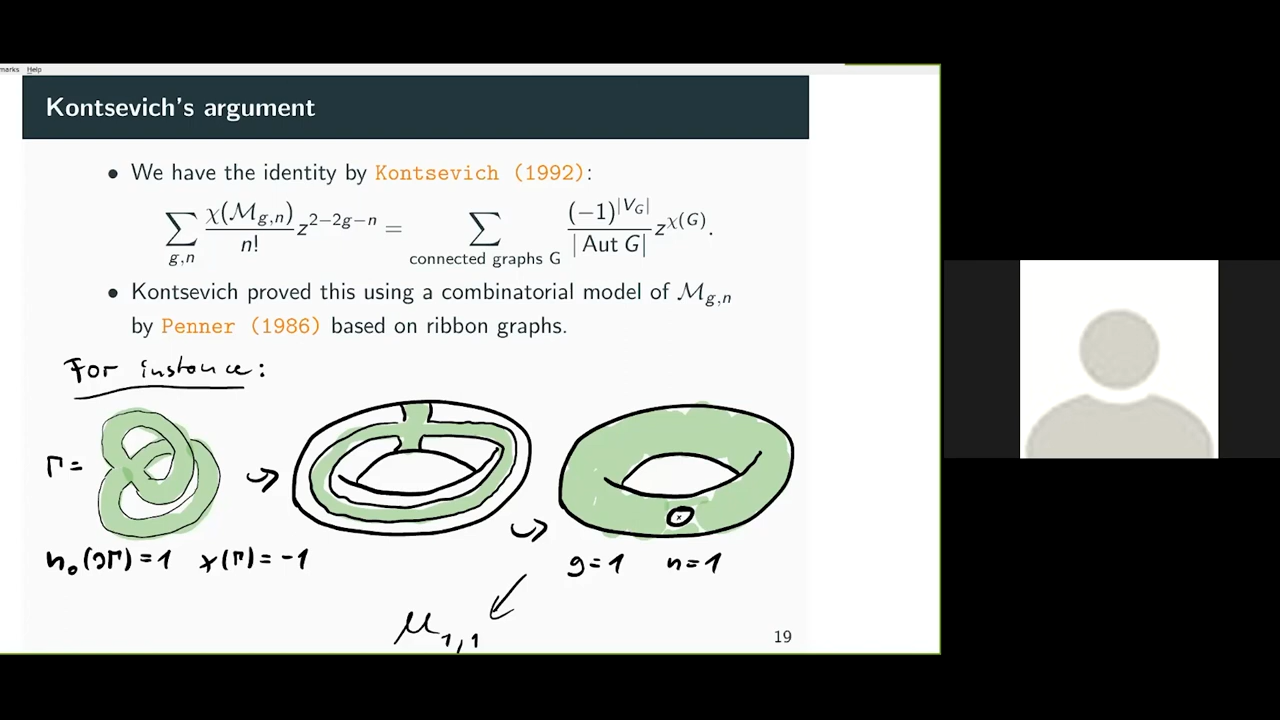 marks Help
Kontsevich's argument
• We have the identity by Kontsevich (1992):
∑_{g,n} χ(ℳ_{g,n})/n! z^{2−2g−n} = ∑_{connected graphs G} (−1)^{|V_G|}/|Aut G| z^{χ(G)}.
• Kontsevich proved this using a combinatorial model of ℳ_{g,n}
by Penner (1986) based on ribbon graphs.
For instance:
Γ =
h₀(∂Γ)=1 χ(Γ)=−1
g=1 n=1
ℳ_{1,1}
19